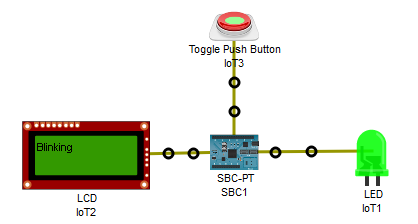 Toggle Push Button
IoT3
Blinking
SBC-PT
SBC1
LCD
IoT2
LED
IoT1